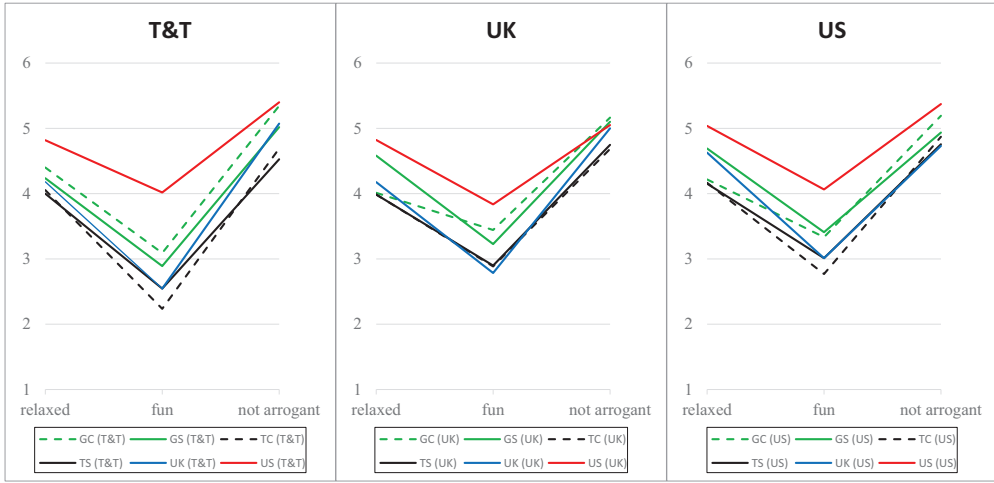 T&T
6
5
4
3
2
1
relaxed fun not arrogant
GC (T&T) GS (T&T) TC (T&T)
TS (T&T) UK (T&T) US (T&T)
UK
6
5
4
3
2
1
relaxed fun not arrogant
GC (UK) GS (UK) TC (UK)
TS (UK) UK (UK) US (UK)
US
6
5
4
3
2
1
relaxed fun not arrogant
GC (US) GS (US) TC (US)
TS (US) UK (US) US (US)